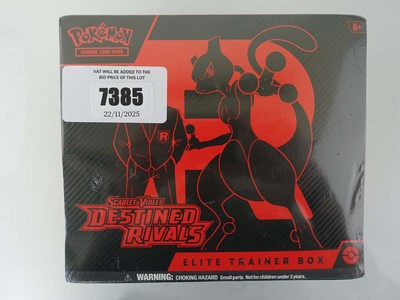 POKÉMON
TRADING CARD GAME
6+
VAT WILL BE ADDED TO THE
BID PRICE OF THIS LOT
7385
22/11/2025
R
SCARLET & VIOLET
DESTINED
RIVALS
ELITE TRAINER BOX
WARNING: CHOKING HAZARD Small parts. Not for children under 3 years.